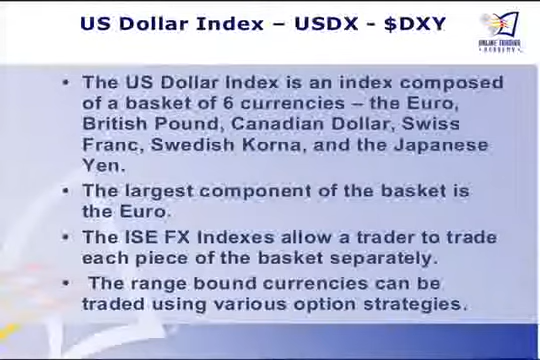 US Dollar Index – USDX - $DXY
ONLINE TRADING
ACADEMY
• The US Dollar Index is an index composed
of a basket of 6 currencies – the Euro,
British Pound, Canadian Dollar, Swiss
Franc, Swedish Korna, and the Japanese
Yen.
• The largest component of the basket is
the Euro.
• The ISE FX Indexes allow a trader to trade
each piece of the basket separately.
• The range bound currencies can be
traded using various option strategies.